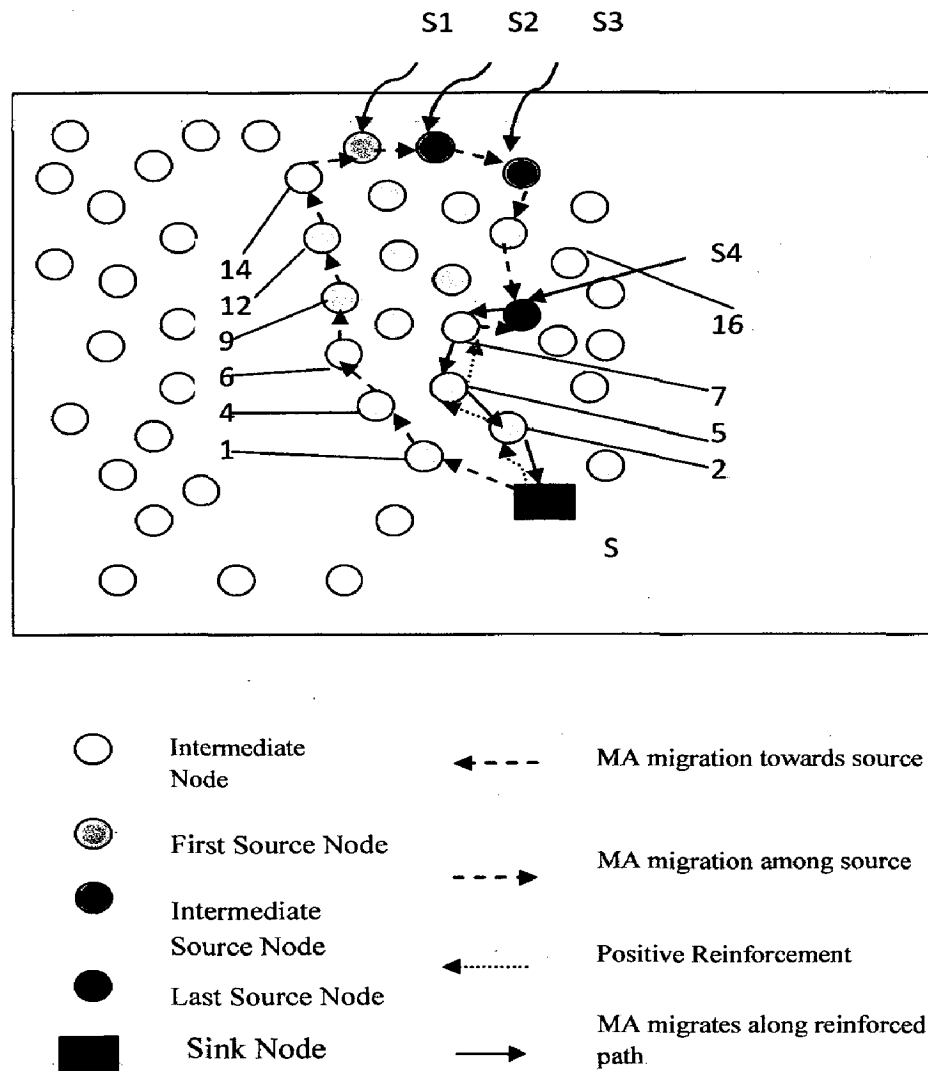 S1 S2 S3
S4
14
12
16
9
6
7
4
5
1
2
S
Intermediate
Node
MA migration towards source
First Source Node
MA migration among source
Intermediate
Source Node
Positive Reinforcement
Last Source Node
MA migrates along reinforced
path
Sink Node